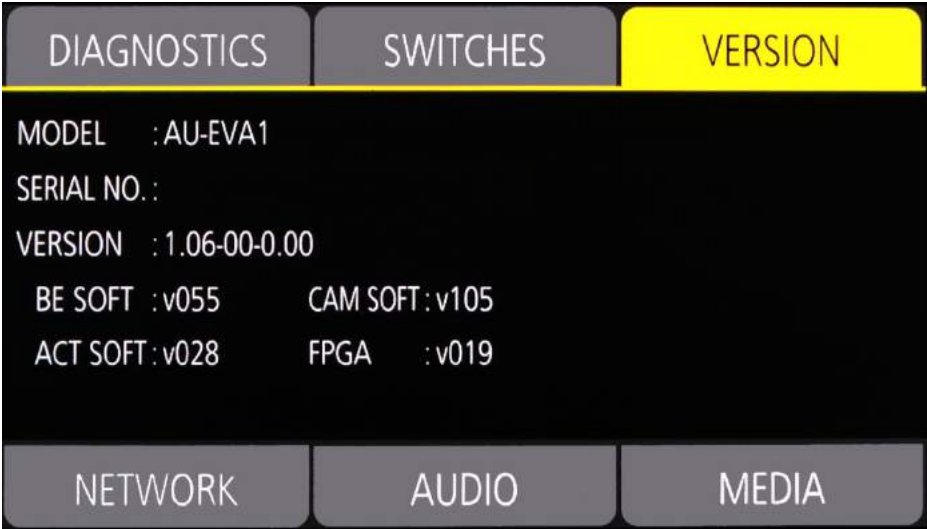 DIAGNOSTICS SWITCHES VERSION
MODEL : AU-EVA1
SERIAL NO. :
VERSION : 1.06-00-0.00
BE SOFT : v055 CAM SOFT : v105
ACT SOFT : v028 FPGA : v019
NETWORK AUDIO MEDIA